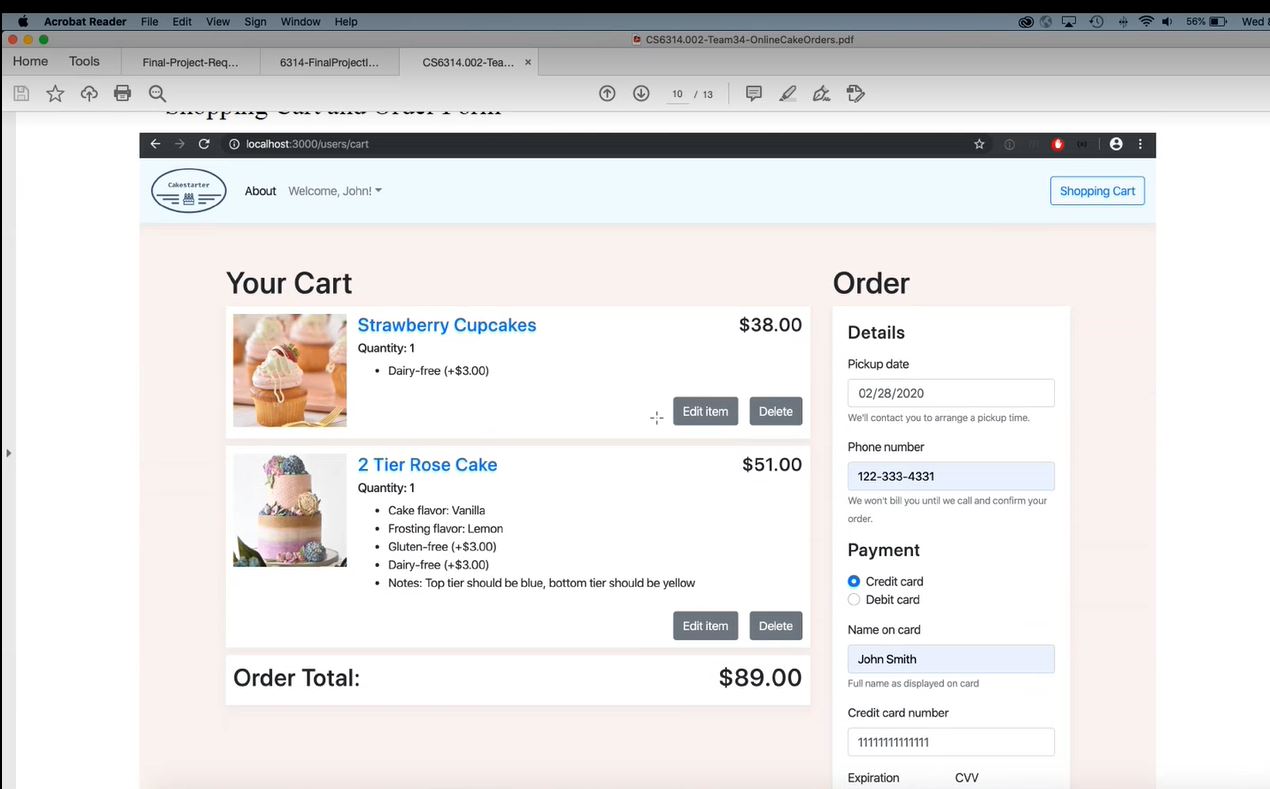 Acrobat Reader File Edit View Sign Window Help 56% Wed
CS6314.002-Team34-OnlineCakeOrders.pdf
Home Tools Final-Project-Req... 6314-FinalProjectI... CS6314.002-Tea... ×
10 / 13
Shopping Cart and Order Form
localhost:3000/users/cart
Cakestarter
About Welcome, John! Shopping Cart
Your Cart
Strawberry Cupcakes $38.00
Quantity: 1
• Dairy-free (+$3.00)
Edit item Delete
2 Tier Rose Cake $51.00
Quantity: 1
• Cake flavor: Vanilla
• Frosting flavor: Lemon
• Gluten-free (+$3.00)
• Dairy-free (+$3.00)
• Notes: Top tier should be blue, bottom tier should be yellow
Edit item Delete
Order Total: $89.00
Order
Details
Pickup date
02/28/2020
We'll contact you to arrange a pickup time.
Phone number
122-333-4331
We won't bill you until we call and confirm your
order.
Payment
Credit card
Debit card
Name on card
John Smith
Full name as displayed on card
Credit card number
11111111111111
Expiration CVV